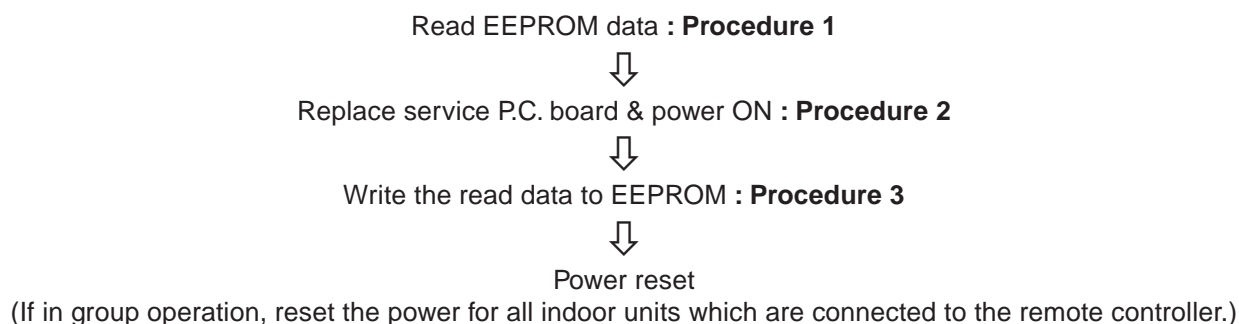 Read EEPROM data : Procedure 1
Replace service P.C. board & power ON : Procedure 2
Write the read data to EEPROM : Procedure 3
Power reset
(If in group operation, reset the power for all indoor units which are connected to the remote controller.)